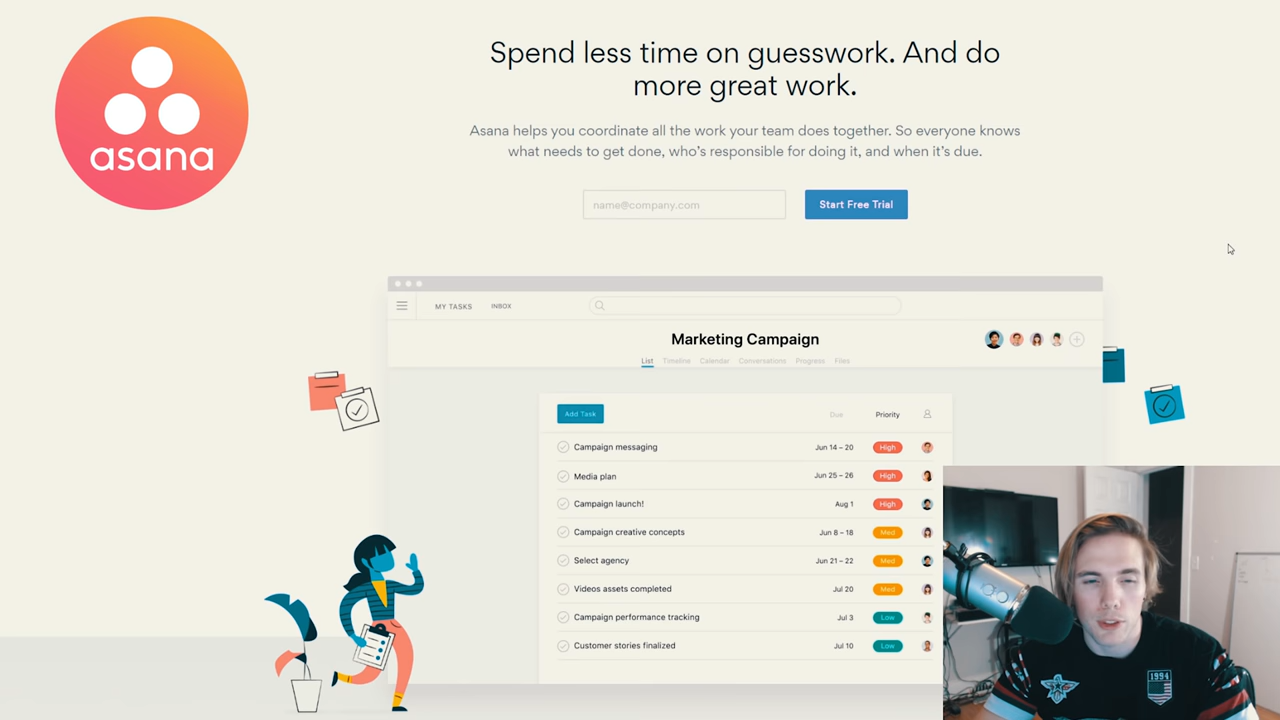 asana
Spend less time on guesswork. And do
more great work.
Asana helps you coordinate all the work your team does together. So everyone knows
what needs to get done, who's responsible for doing it, and when it's due.
name@company.com
Start Free Trial
MY TASKS INBOX
Marketing Campaign
List Timeline Calendar Conversations Progress Files
Add Task Due Priority
Campaign messaging Jun 14 – 20 High
Media plan Jun 25 – 26 High
Campaign launch! Aug 1 High
Campaign creative concepts Jun 8 – 18 Med
Select agency Jun 21 – 22 Med
Videos assets completed Jul 20 Med
Campaign performance tracking Jul 3 Low
Customer stories finalized Jul 10 Low
1994